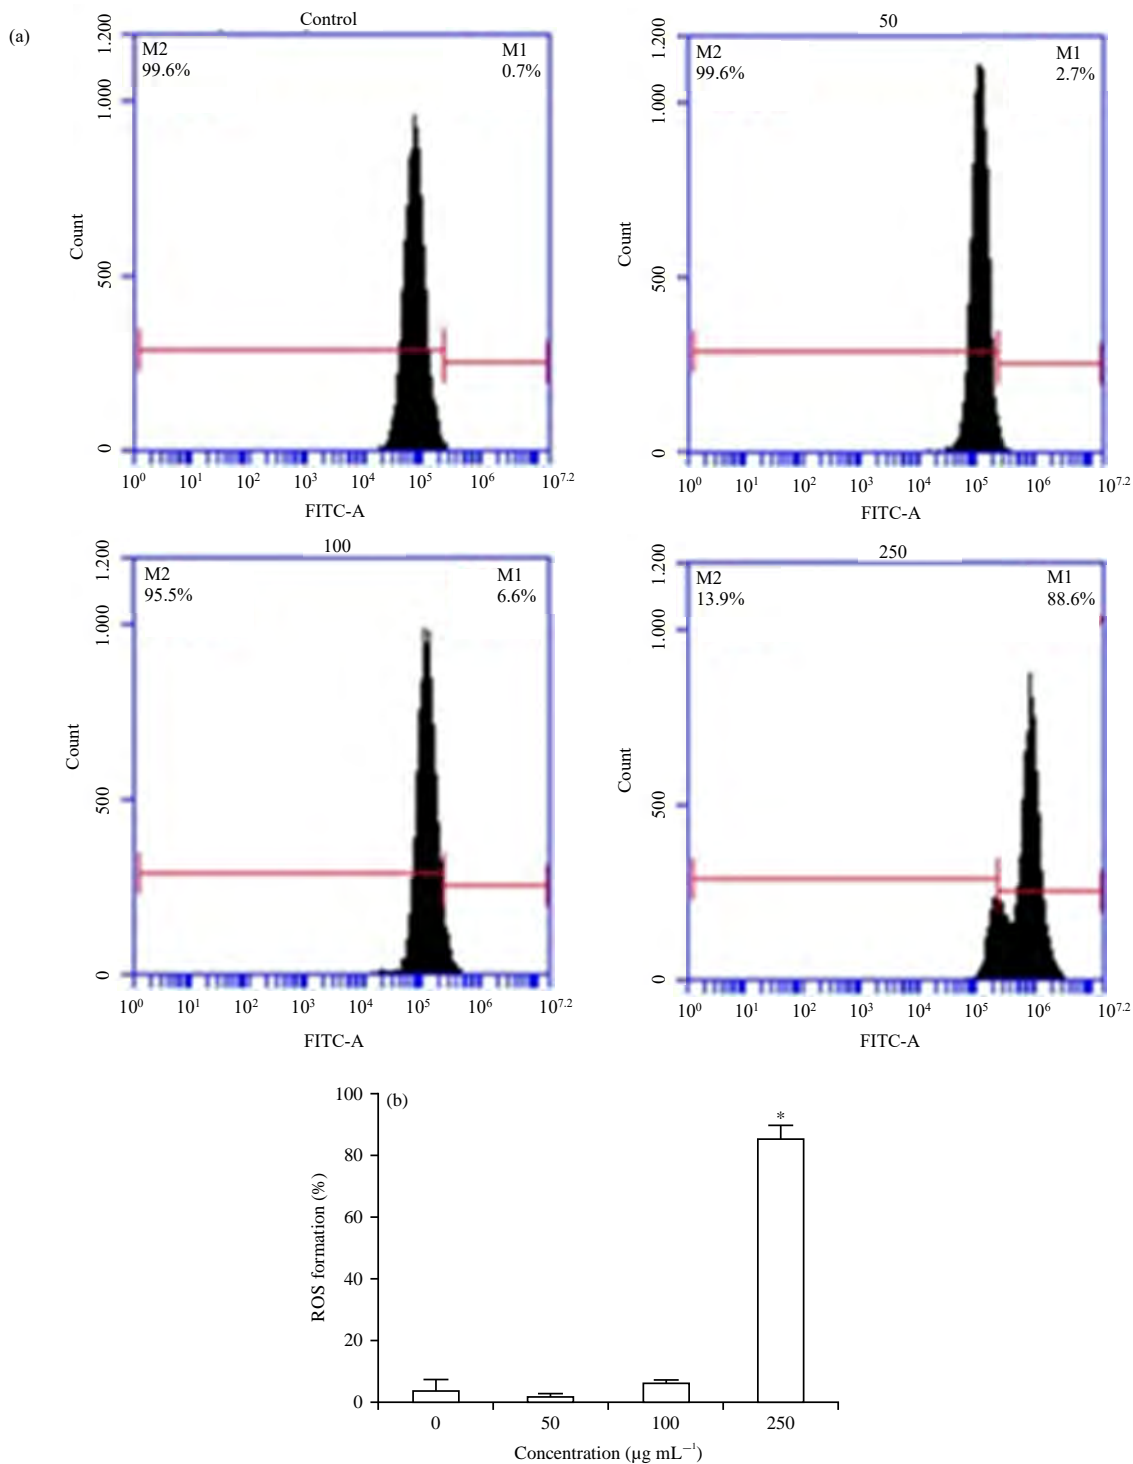 (a)
Control
M2
99.6%
M1
0.7%
1.200
1.000
500
0
Count
10⁰ 10¹ 10² 10³ 10⁴ 10⁵ 10⁶ 10⁷·²
FITC-A
50
M2
99.6%
M1
2.7%
1.200
1.000
500
0
Count
10⁰ 10¹ 10² 10³ 10⁴ 10⁵ 10⁶ 10⁷·²
FITC-A
100
M2
95.5%
M1
6.6%
1.200
1.000
500
0
Count
10⁰ 10¹ 10² 10³ 10⁴ 10⁵ 10⁶ 10⁷·²
FITC-A
250
M2
13.9%
M1
88.6%
1.200
1.000
500
0
Count
10⁰ 10¹ 10² 10³ 10⁴ 10⁵ 10⁶ 10⁷·²
FITC-A
(b)
100
80
60
40
20
0
ROS formation (%)
*
0 50 100 250
Concentration (µg mL⁻¹)